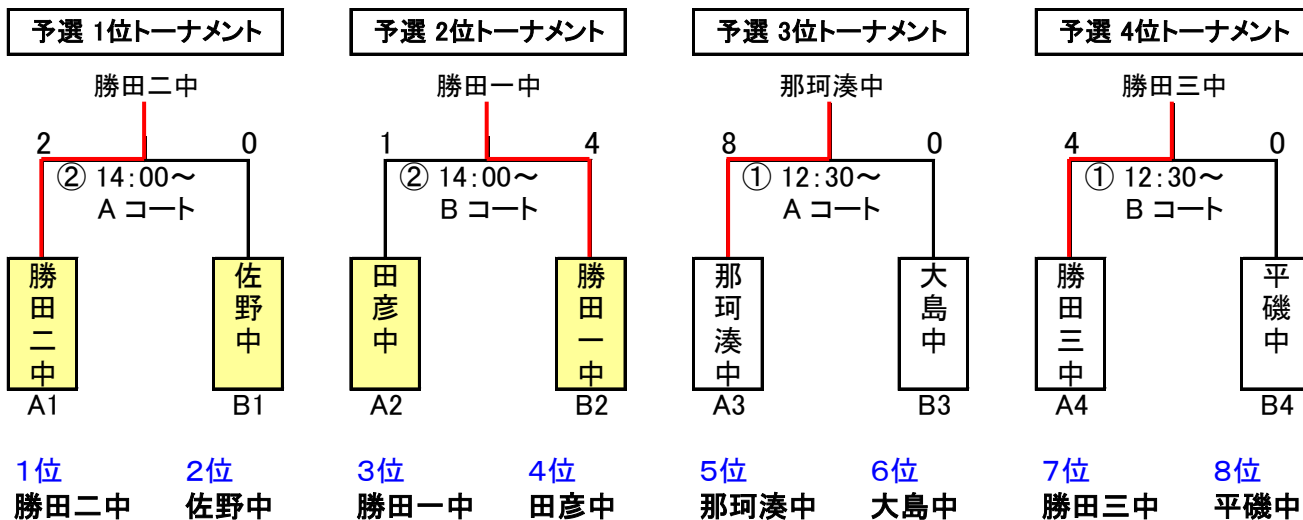 予選 1位トーナメント
勝田二中
2 0
② 14:00～
A コート
勝田二中
佐野中
A1 B1
1位 2位
勝田二中 佐野中
予選 2位トーナメント
勝田一中
1 4
② 14:00～
B コート
田彦中
勝田一中
A2 B2
3位 4位
勝田一中 田彦中
予選 3位トーナメント
那珂湊中
8 0
① 12:30～
A コート
那珂湊中
大島中
A3 B3
5位 6位
那珂湊中 大島中
予選 4位トーナメント
勝田三中
4 0
① 12:30～
B コート
勝田三中
平磯中
A4 B4
7位 8位
勝田三中 平磯中